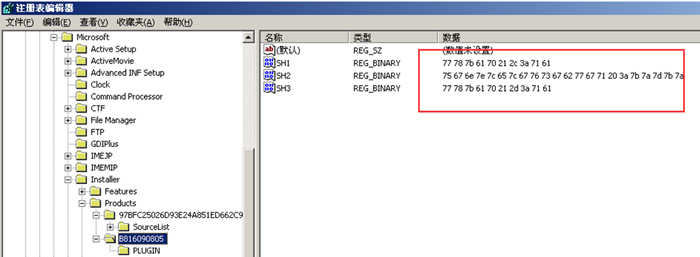 注册表编辑器
文件(F) 编辑(E) 查看(V) 收藏夹(A) 帮助(H)
Microsoft
Active Setup
ActiveMovie
Advanced INF Setup
Clock
Command Processor
CTF
File Manager
FTP
GDIPlus
IMEJP
IMEMIP
Installer
Features
Products
97BFC25026D93E24A851ED662C9
SourceList
B816090805
PLUGIN
名称 类型 数据
(默认) REG_SZ (数值未设置)
SH1 REG_BINARY 77 78 7b 61 70 21 2c 3a 71 61
SH2 REG_BINARY 75 67 6e 7e 7c 65 7c 67 76 73 67 62 77 67 71 20 3a 7b 7a 7d 7b 7a
SH3 REG_BINARY 77 78 7b 61 70 21 2d 3a 71 61